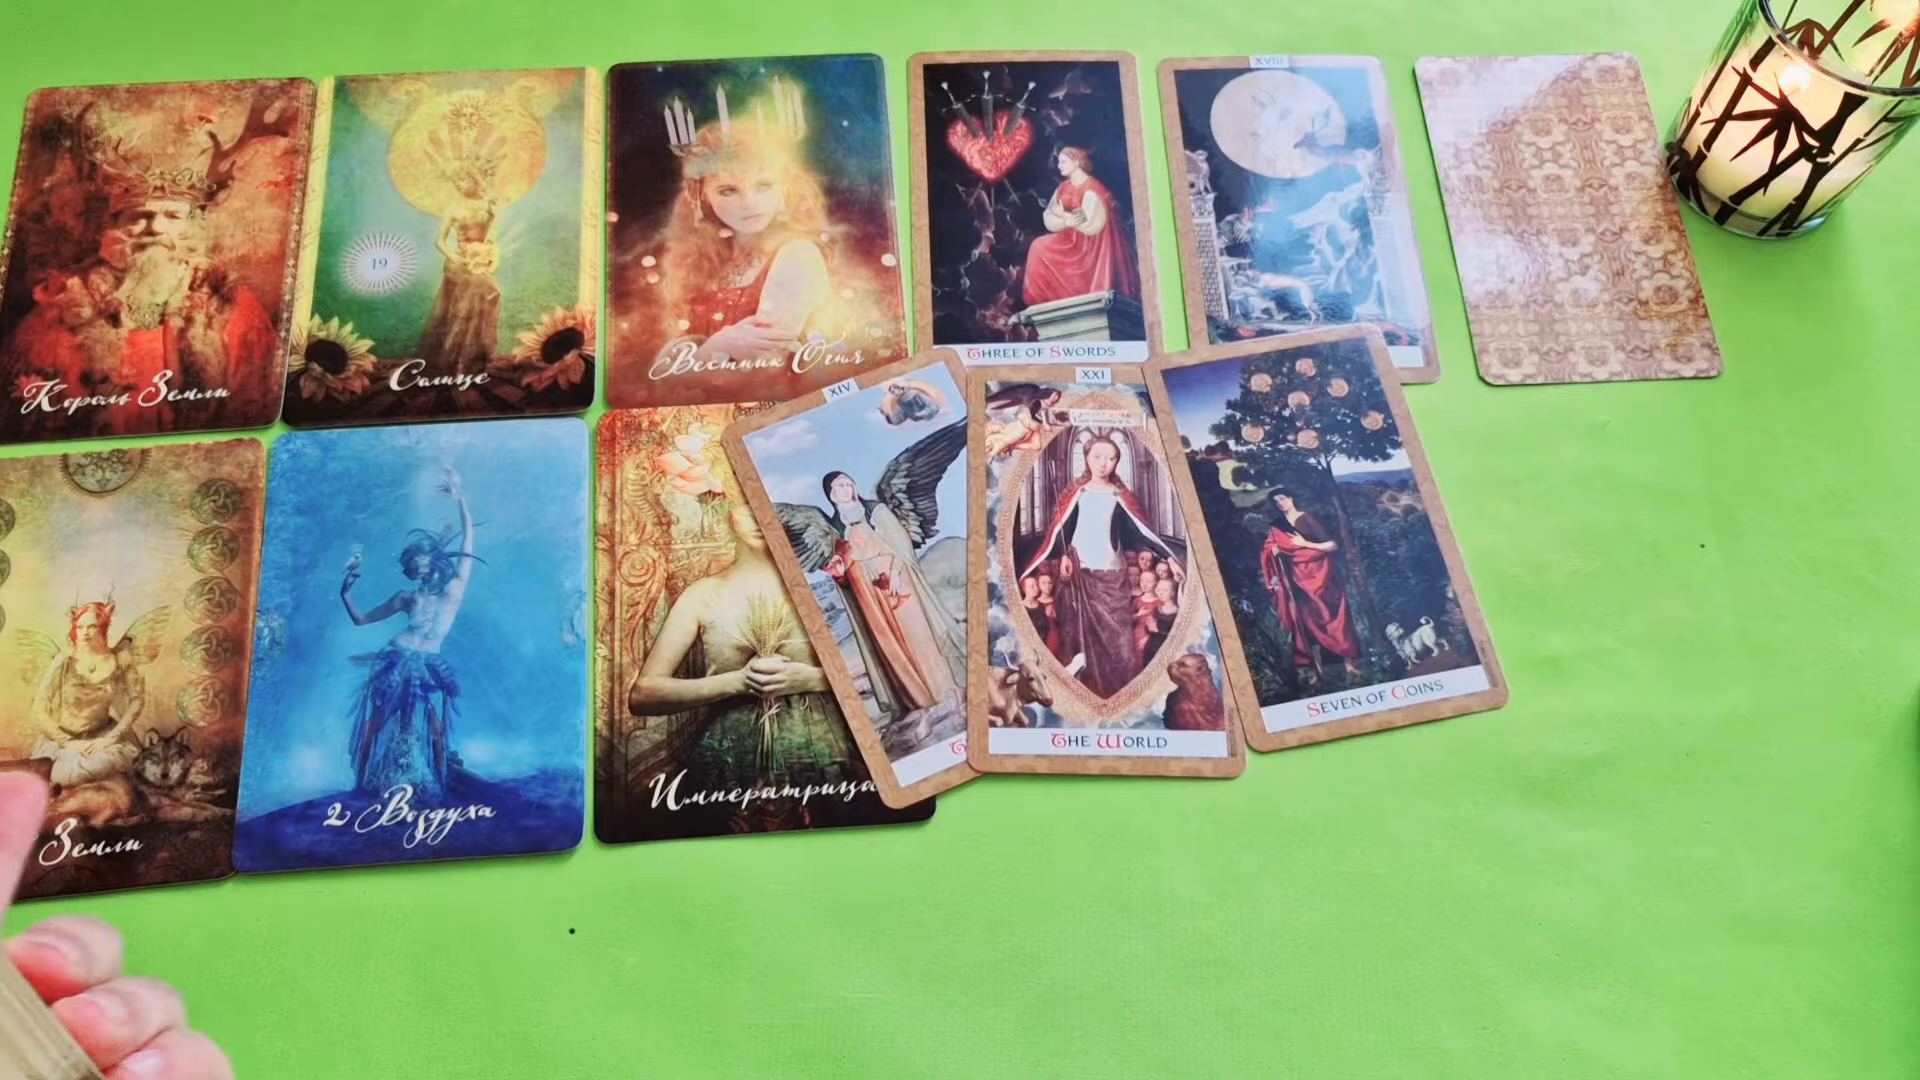 XVIII
19
THREE OF SWORDS
Король Земли
Солнце
Вестник Огня
XIV
XXI
SEVEN OF COINS
THE WORLD
Императрица
2 Воздуха
Земли